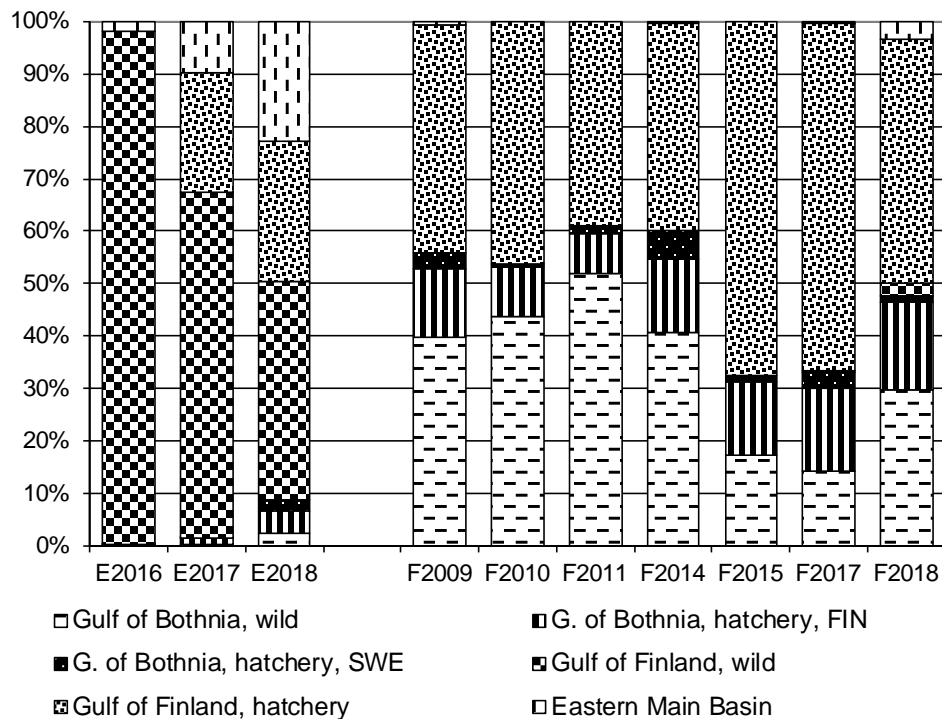 100%
90%
80%
70%
60%
50%
40%
30%
20%
10%
0%
E2016 E2017 E2018 F2009 F2010 F2011 F2014 F2015 F2017 F2018
Gulf of Bothnia, wild G. of Bothnia, hatchery, FIN
G. of Bothnia, hatchery, SWE Gulf of Finland, wild
Gulf of Finland, hatchery Eastern Main Basin